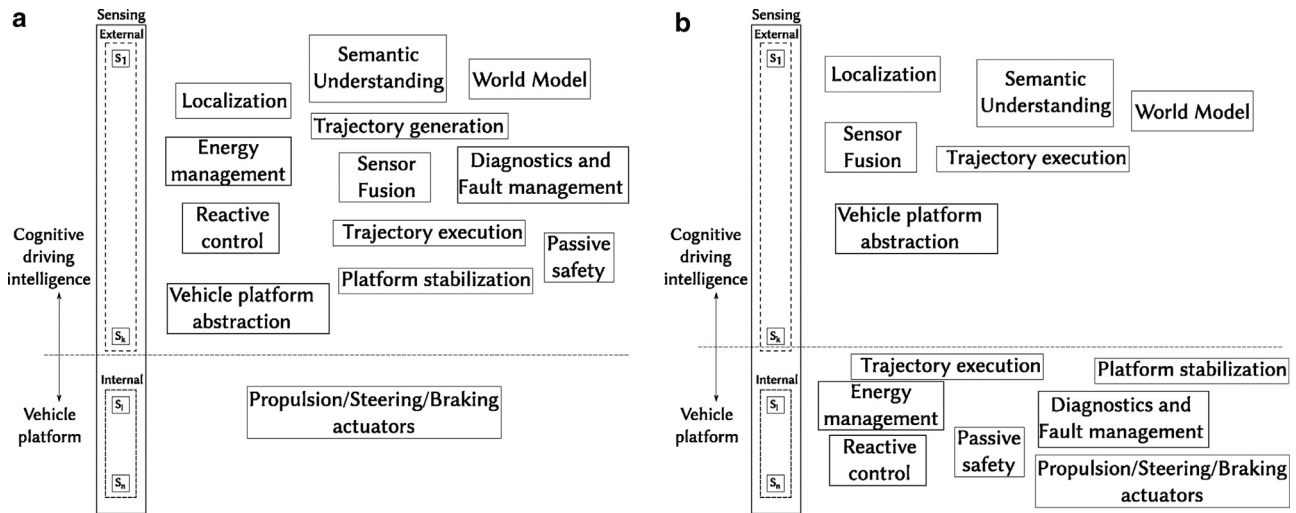 a
Sensing
External
S1
Semantic
Understanding
World Model
Localization
Trajectory generation
Energy
management
Sensor
Fusion
Diagnostics and
Fault management
Reactive
control
Trajectory execution
Passive
safety
Cognitive
driving
intelligence
Platform stabilization
Vehicle platform
abstraction
Sk
Internal
Sl
Vehicle
platform
Propulsion/Steering/Braking
actuators
Sn
b
Sensing
External
S1
Localization
Semantic
Understanding
World Model
Sensor
Fusion
Trajectory execution
Vehicle platform
abstraction
Cognitive
driving
intelligence
Sk
Trajectory execution
Platform stabilization
Internal
Sl
Vehicle
platform
Energy
management
Diagnostics and
Fault management
Reactive
control
Passive
safety
Propulsion/Steering/Braking
actuators
Sn